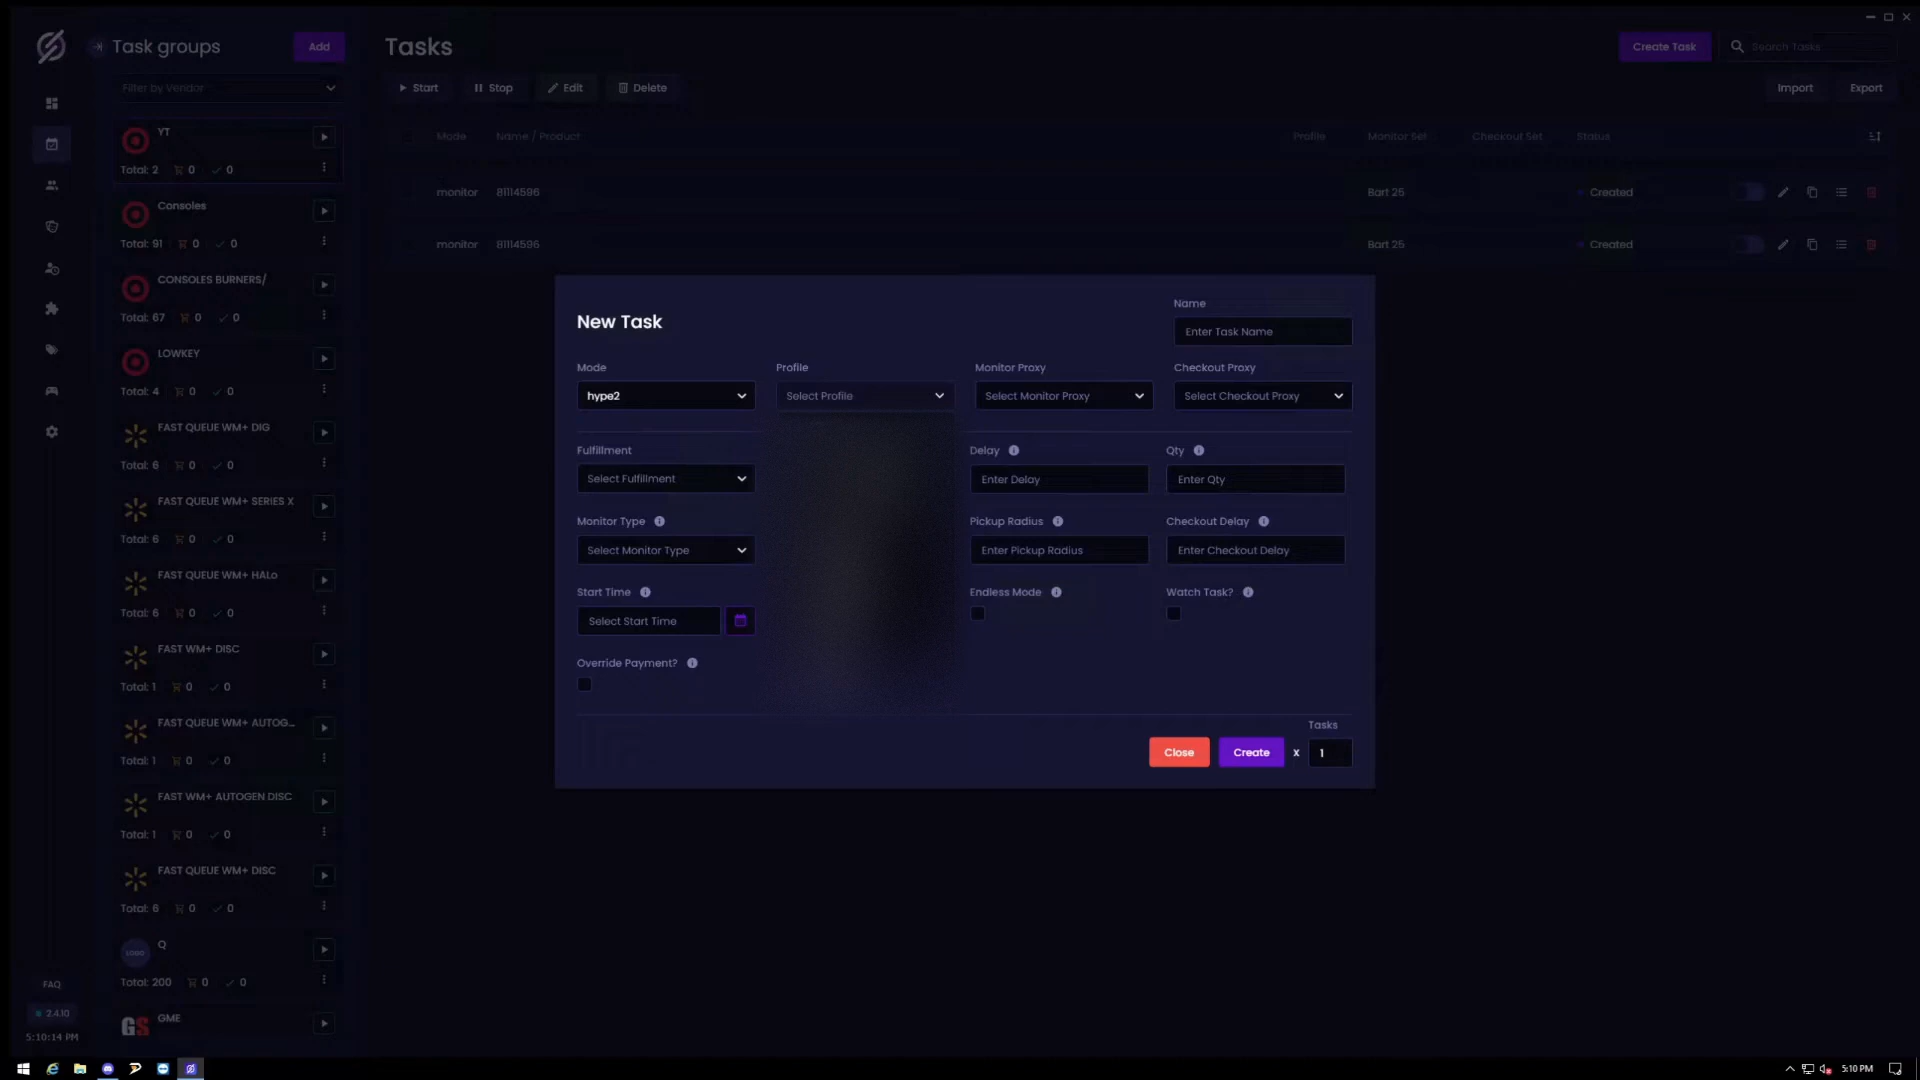 Task groups
Add
Filter by Vendor
YT
Total: 2 0 0
Consoles
Total: 91 0 0
CONSOLES BURNERS/
Total: 67 0 0
LOWKEY
Total: 4 0 0
FAST QUEUE WM+ DIG
Total: 6 0 0
FAST QUEUE WM+ SERIES X
Total: 6 0 0
FAST QUEUE WM+ HALo
Total: 6 0 0
FAST WM+ DISC
Total: 1 0 0
FAST QUEUE WM+ AUTOG...
Total: 1 0 0
FAST WM+ AUTOGEN DISC
Total: 1 0 0
FAST QUEUE WM+ DISC
Total: 6 0 0
LOGO
Q
Total: 200 0 0
GS
GME
FAQ
2.4.10
5:10:14 PM
Tasks
Create Task
Search Tasks
Start
Stop
Edit
Delete
Import
Export
Mode Name / Product Profile Monitor Set Checkout Set Status
monitor 81114596 Bart 25 Created
monitor 81114596 Bart 25 Created
New Task
Name
Enter Task Name
Mode Profile Monitor Proxy Checkout Proxy
hype2 Select Profile Select Monitor Proxy Select Checkout Proxy
Fulfillment Delay Qty
Select Fulfillment Enter Delay Enter Qty
Monitor Type Pickup Radius Checkout Delay
Select Monitor Type Enter Pickup Radius Enter Checkout Delay
Start Time Endless Mode Watch Task?
Select Start Time
Override Payment?
Tasks
Close Create x 1
5:10 PM